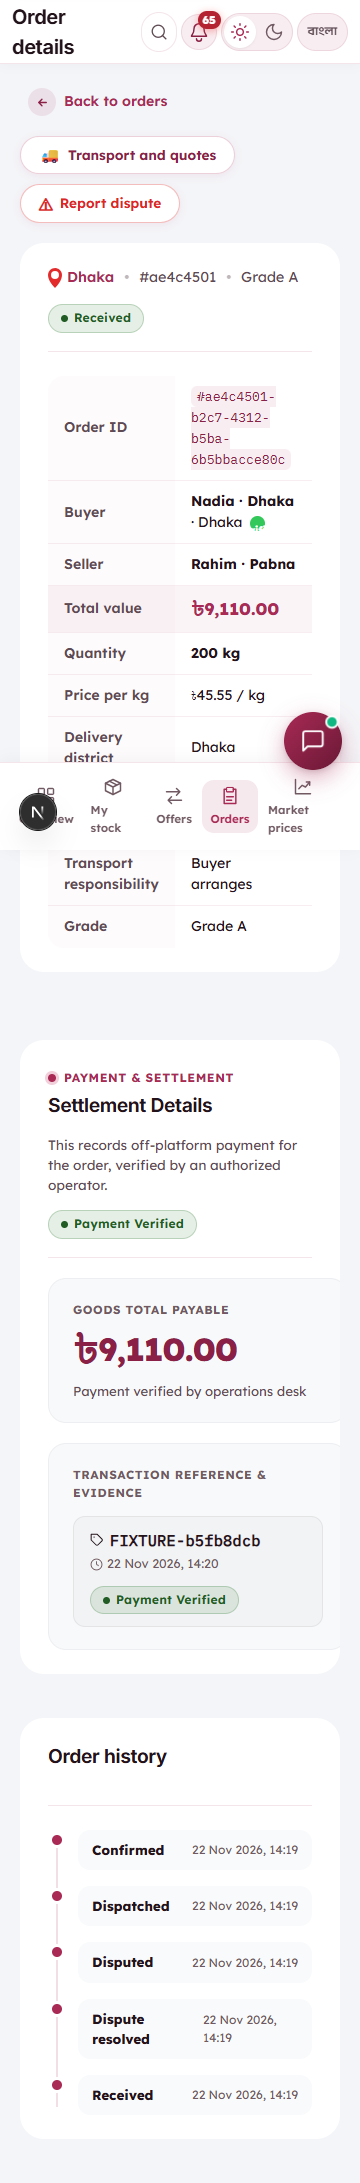 Order
details
65
বাংলা
Back to orders
Transport and quotes
Report dispute
Dhaka • #ae4c4501 • Grade A
Received
Order ID
#ae4c4501-
b2c7-4312-
b5ba-
6b5bbacce80c
Buyer
Nadia · Dhaka
· Dhaka
Seller
Rahim · Pabna
Total value
৳9,110.00
Quantity
200 kg
Price per kg
৳45.55 / kg
Delivery
district
Dhaka
N
My
stock
Offers
Orders
Market
prices
Transport
responsibility
Buyer
arranges
Grade
Grade A
PAYMENT & SETTLEMENT
Settlement Details
This records off-platform payment for
the order, verified by an authorized
operator.
Payment Verified
GOODS TOTAL PAYABLE
৳9,110.00
Payment verified by operations desk
TRANSACTION REFERENCE &
EVIDENCE
FIXTURE-b5fb8dcb
22 Nov 2026, 14:20
Payment Verified
Order history
Confirmed
22 Nov 2026, 14:19
Dispatched
22 Nov 2026, 14:19
Disputed
22 Nov 2026, 14:19
Dispute
resolved
22 Nov 2026,
14:19
Received
22 Nov 2026, 14:19